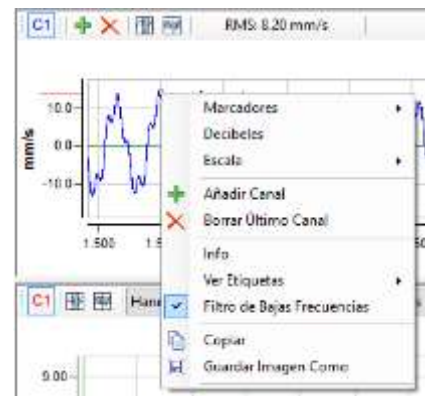 C1 RMS: 8.20 mm/s
10.0
0.0
-10.0
mm/s
1.500
Marcadores
Decibeles
Escala
Añadir Canal
Borrar Último Canal
Info
Ver Etiquetas
Filtro de Bajas Frecuencias
Copiar
Guardar Imagen Como
C1
9.00